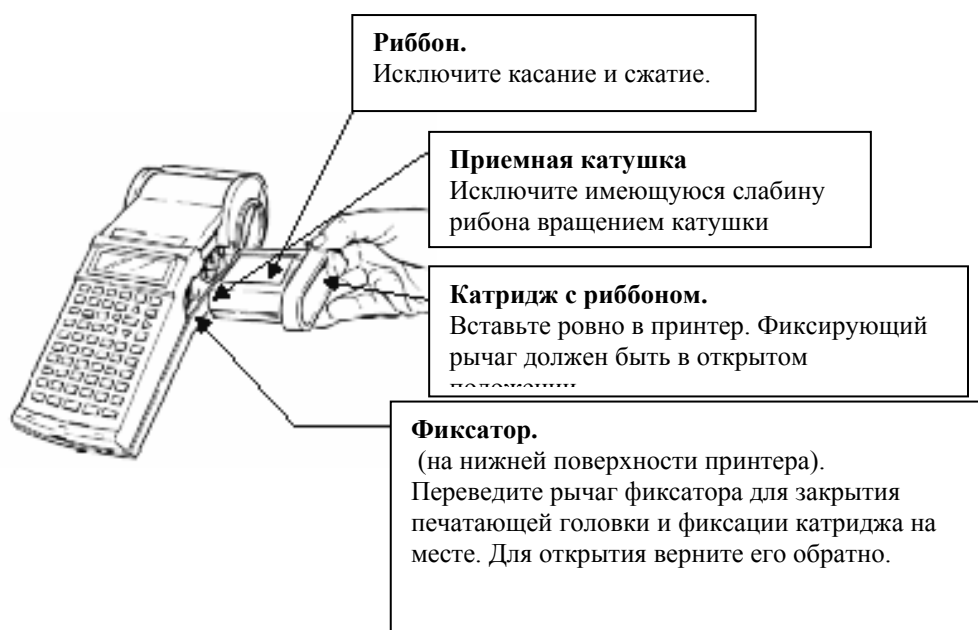 Риббон.
Исключите касание и сжатие.
Приемная катушка
Исключите имеющуюся слабину
рибона вращением катушки
Катридж с риббоном.
Вставьте ровно в принтер. Фиксирующий
рычаг должен быть в открытом
Фиксатор.
(на нижней поверхности принтера).
Переведите рычаг фиксатора для закрытия
печатающей головки и фиксации катриджа на
месте. Для открытия верните его обратно.